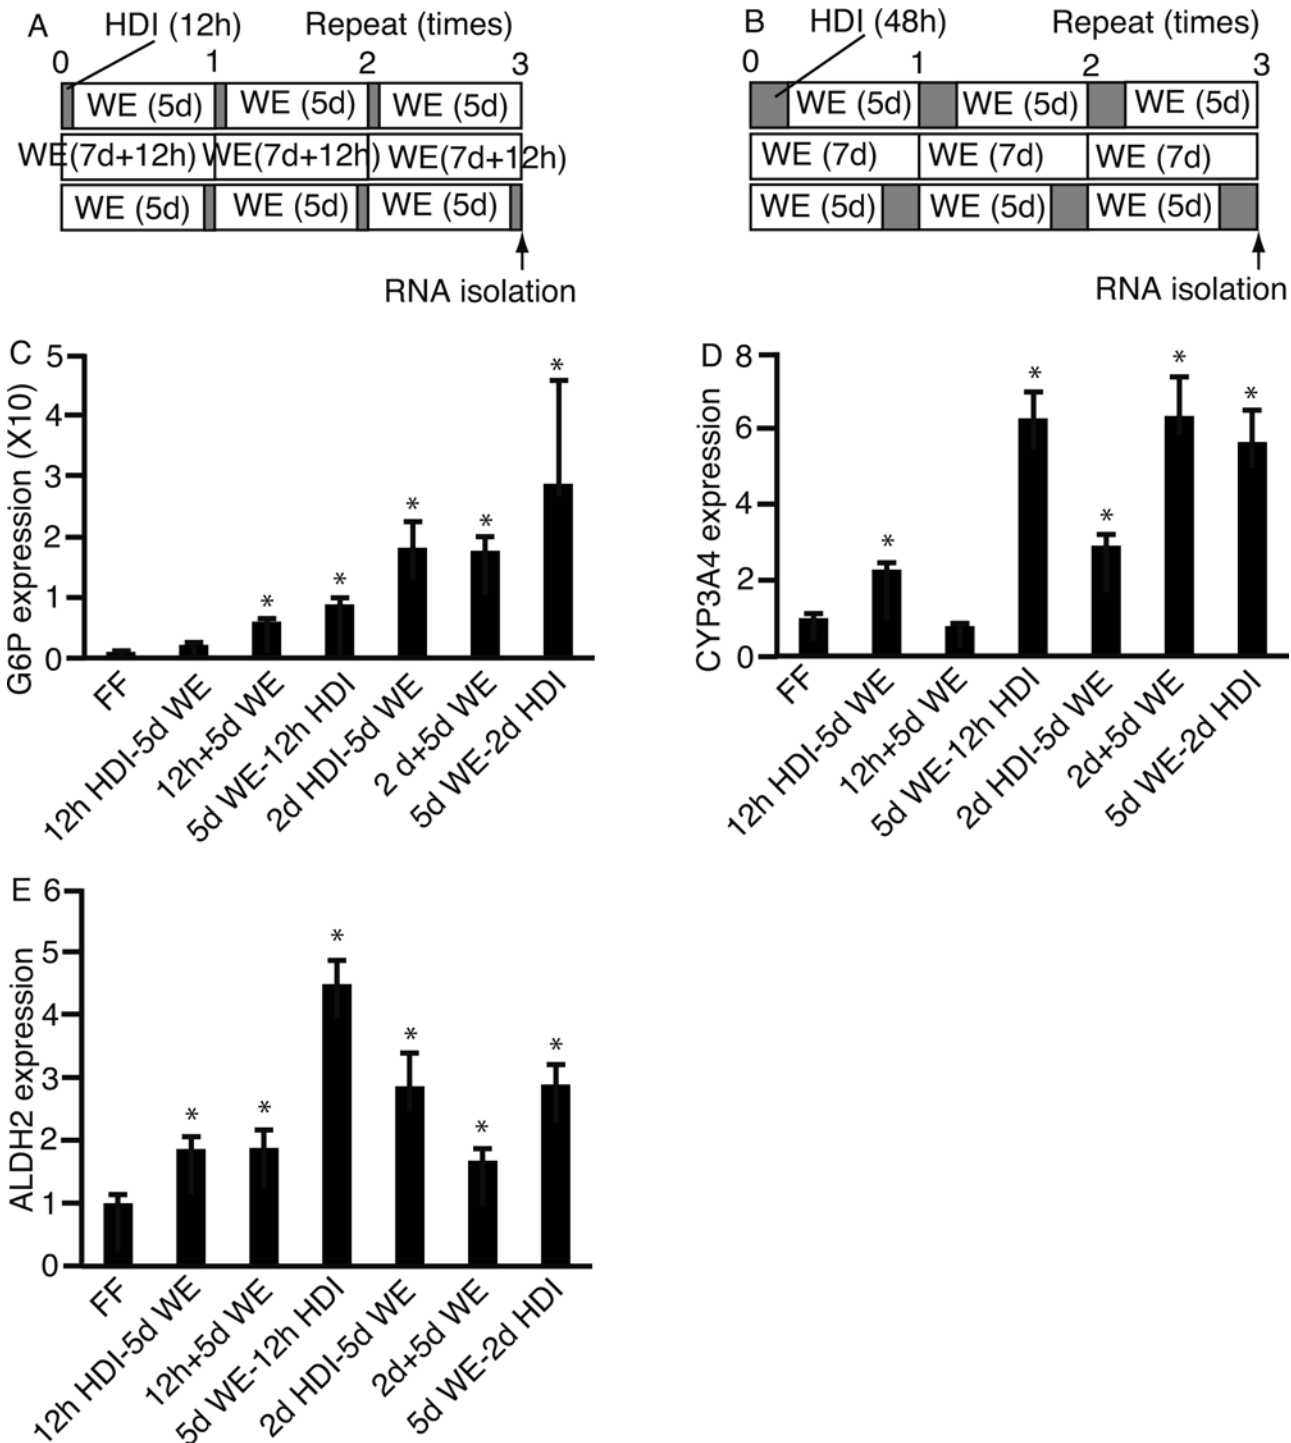 A
HDI (12h)
Repeat (times)
0
1
2
3
WE (5d)
WE (5d)
WE (5d)
WE(7d+12h)
WE(7d+12h)
WE(7d+12h)
WE (5d)
WE (5d)
WE (5d)
RNA isolation
B
HDI (48h)
Repeat (times)
0
1
2
3
WE (5d)
WE (5d)
WE (5d)
WE (7d)
WE (7d)
WE (7d)
WE (5d)
WE (5d)
WE (5d)
RNA isolation
C
G6P expression (X10)
5
4
3
2
1
0
*
*
*
*
*
FF
12h HDI-5d WE
12h+5d WE
5d WE-12h HDI
2d HDI-5d WE
2 d+5d WE
5d WE-2d HDI
D
CYP3A4 expression
8
6
4
2
0
*
*
*
*
*
FF
12h HDI-5d WE
12h+5d WE
5d WE-12h HDI
2d HDI-5d WE
2d+5d WE
5d WE-2d HDI
E
ALDH2 expression
6
5
4
3
2
1
0
*
*
*
*
*
*
FF
12h HDI-5d WE
12h+5d WE
5d WE-12h HDI
2d HDI-5d WE
2d+5d WE
5d WE-2d HDI